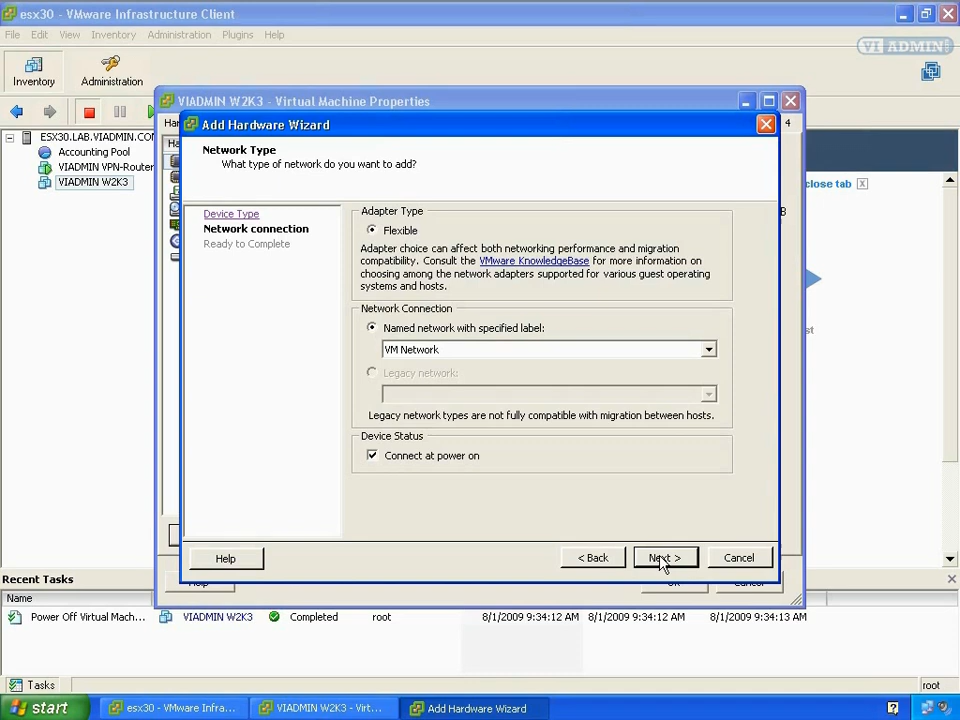 esx30 - VMware Infrastructure Client
File Edit View Inventory Administration Plugins Help
VI ADMIN
Inventory Administration
VIADMIN W2K3 - Virtual Machine Properties
Add Hardware Wizard
ESX30.LAB.VIADMIN.CON
Accounting Pool
VIADMIN VPN-Router
VIADMIN W2K3
4
close tab X
Network Type
What type of network do you want to add?
Device Type
Network connection
Ready to Complete
Adapter Type
Flexible
Adapter choice can affect both networking performance and migration
compatibility. Consult the VMware KnowledgeBase for more information on
choosing among the network adapters supported for various guest operating
systems and hosts.
Network Connection
Named network with specified label:
VM Network
Legacy network:
Legacy network types are not fully compatible with migration between hosts.
Device Status
Connect at power on
Help < Back Next > Cancel
Recent Tasks
Name
Power Off Virtual Mach... VIADMIN W2K3 Completed root 8/1/2009 9:34:12 AM 8/1/2009 9:34:12 AM 8/1/2009 9:34:13 AM
Tasks root
start esx30 - VMware Infra... VIADMIN W2K3 - Virt... Add Hardware Wizard